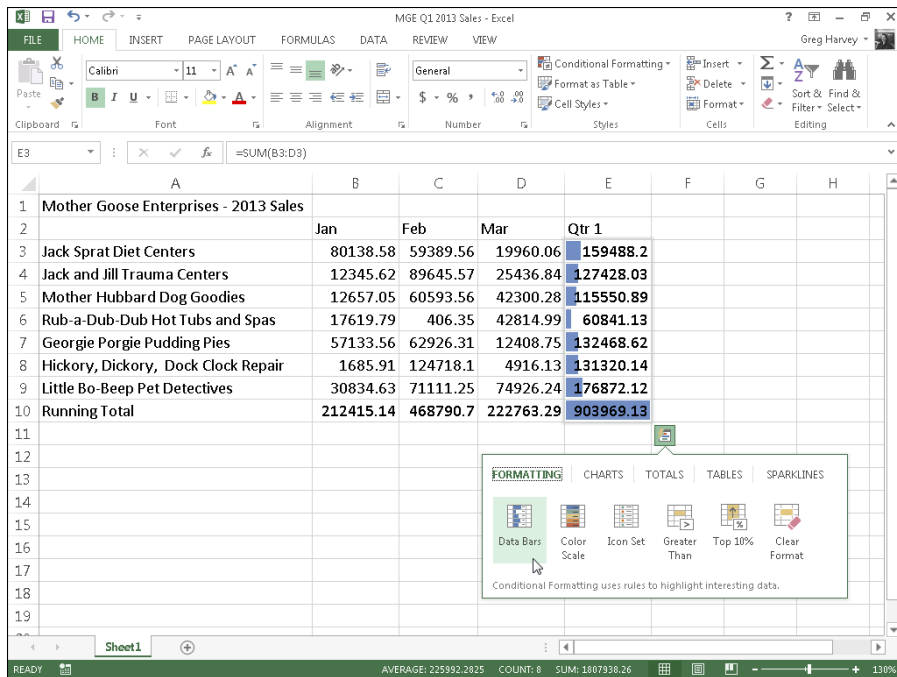 MGE Q1 2013 Sales - Excel
FILE HOME INSERT PAGE LAYOUT FORMULAS DATA REVIEW VIEW Greg Harvey
Paste
Calibri 11
B I U
General
$ % ,
Conditional Formatting
Format as Table
Cell Styles
Insert
Delete
Format
Sort & Filter
Find & Select
Clipboard Font Alignment Number Styles Cells Editing
E3 fx =SUM(B3:D3)
A B C D E F G H
1 Mother Goose Enterprises - 2013 Sales
2 Jan Feb Mar Qtr 1
3 Jack Sprat Diet Centers 80138.58 59389.56 19960.06 159488.2
4 Jack and Jill Trauma Centers 12345.62 89645.57 25436.84 127428.03
5 Mother Hubbard Dog Goodies 12657.05 60593.56 42300.28 115550.89
6 Rub-a-Dub-Dub Hot Tubs and Spas 17619.79 406.35 42814.99 60841.13
7 Georgie Porgie Pudding Pies 57133.56 62926.31 12408.75 132468.62
8 Hickory, Dickory, Dock Clock Repair 1685.91 124718.1 4916.13 131320.14
9 Little Bo-Beep Pet Detectives 30834.63 71111.25 74926.24 176872.12
10 Running Total 212415.14 468790.7 222763.29 903969.13
11
12
13
14
15
16
17
18
19
FORMATTING CHARTS TOTALS TABLES SPARKLINES
Data Bars
Color Scale
Icon Set
Greater Than
Top 10%
Clear Format
Conditional Formatting uses rules to highlight interesting data.
Sheet1
READY AVERAGE: 225992.2825 COUNT: 8 SUM: 1807938.26 130%